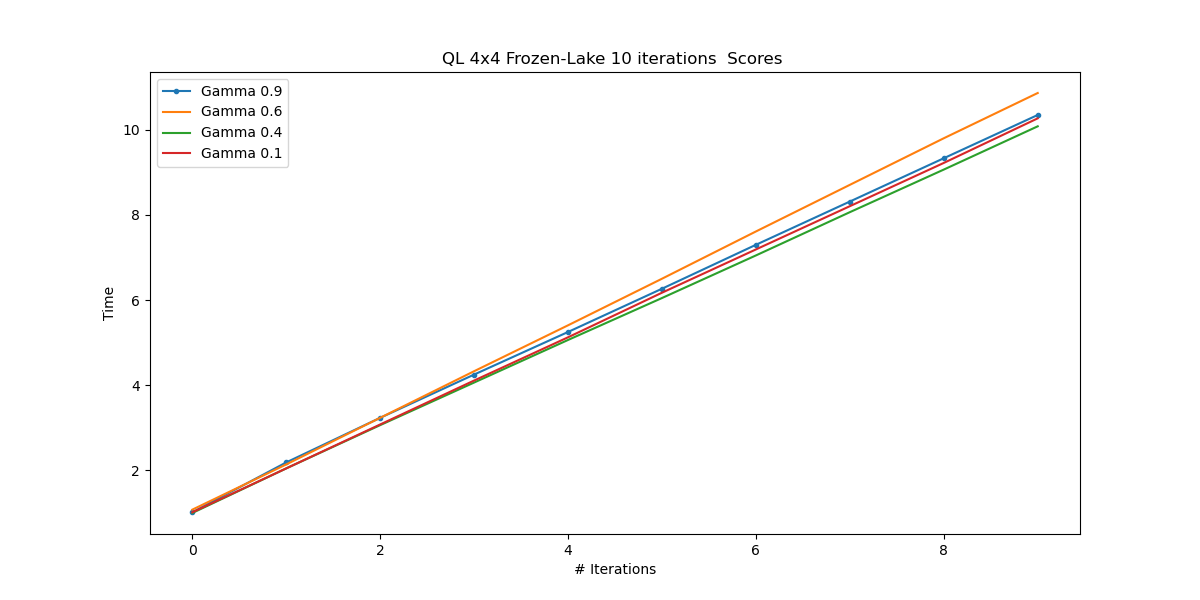 QL 4x4 Frozen-Lake 10 iterations  Scores
Gamma 0.9
Gamma 0.6
Gamma 0.4
Gamma 0.1
10
8
6
4
2
Time
0
2
4
6
8
# Iterations